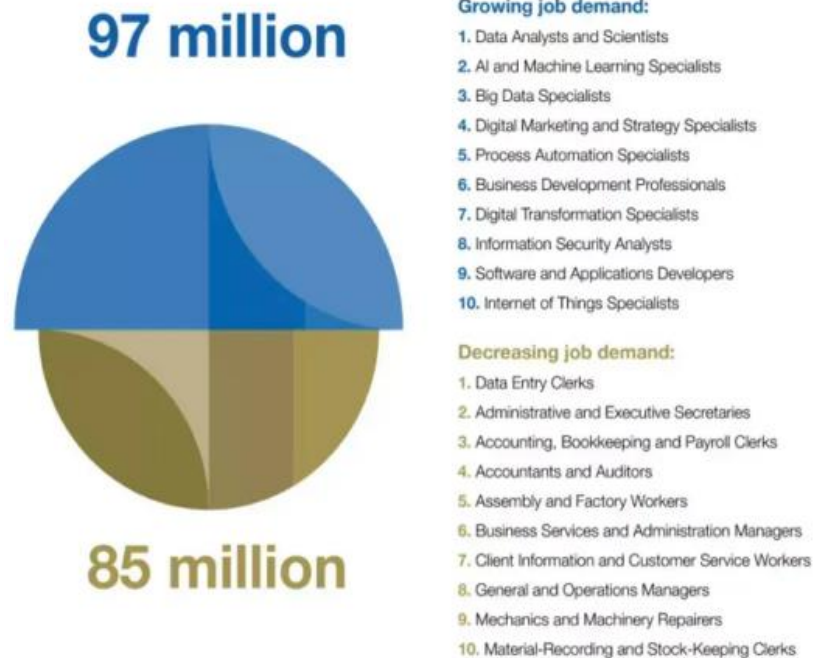 97 million
85 million
Growing job demand:
1. Data Analysts and Scientists
2. AI and Machine Learning Specialists
3. Big Data Specialists
4. Digital Marketing and Strategy Specialists
5. Process Automation Specialists
6. Business Development Professionals
7. Digital Transformation Specialists
8. Information Security Analysts
9. Software and Applications Developers
10. Internet of Things Specialists
Decreasing job demand:
1. Data Entry Clerks
2. Administrative and Executive Secretaries
3. Accounting, Bookkeeping and Payroll Clerks
4. Accountants and Auditors
5. Assembly and Factory Workers
6. Business Services and Administration Managers
7. Client Information and Customer Service Workers
8. General and Operations Managers
9. Mechanics and Machinery Repairers
10. Material-Recording and Stock-Keeping Clerks